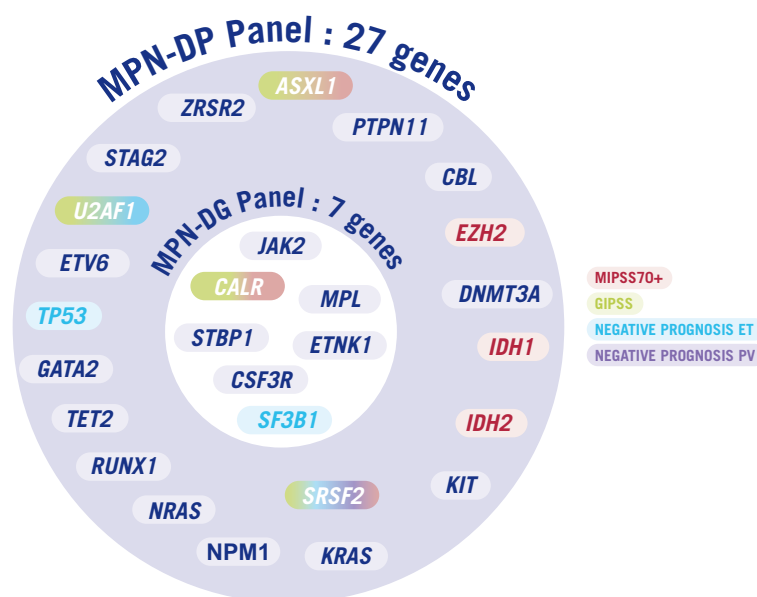 MPN-DP Panel : 27 genes
ASXL1
ZRSR2
PTPN11
STAG2
CBL
U2AF1
EZH2
ETV6
DNMT3A
TP53
IDH1
GATA2
TET2
IDH2
RUNX1
KIT
NRAS
SRSF2
NPM1
KRAS
MPN-DG Panel : 7 genes
JAK2
CALR
MPL
STBP1
ETNK1
CSF3R
SF3B1
MIPSS70+
GIPSS
NEGATIVE PROGNOSIS ET
NEGATIVE PROGNOSIS PV